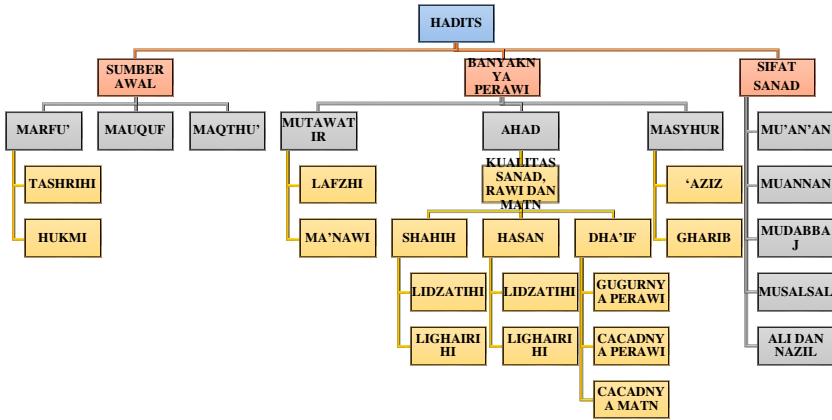 HADITS
SUMBER
AWAL
BANYAKN
YA
PERAWI
SIFAT
SANAD
MARFU’
MAUQUF
MAQTHU’
MUTAWAT
IR
AHAD
MASYHUR
MU’AN’AN
TASHRIHI
LAFZHI
KUALITAS
SANAD,
RAWI DAN
MATN
‘AZIZ
MUANNAN
HUKMI
MA’NAWI
SHAHIH
HASAN
DHA’IF
GHARIB
MUDABBA
J
LIDZATIHI
LIDZATIHI
GUGURNY
A PERAWI
MUSALSAL
LIGHAIRI
HI
LIGHAIRI
HI
CACADNY
A PERAWI
ALI DAN
NAZIL
CACADNY
A MATN